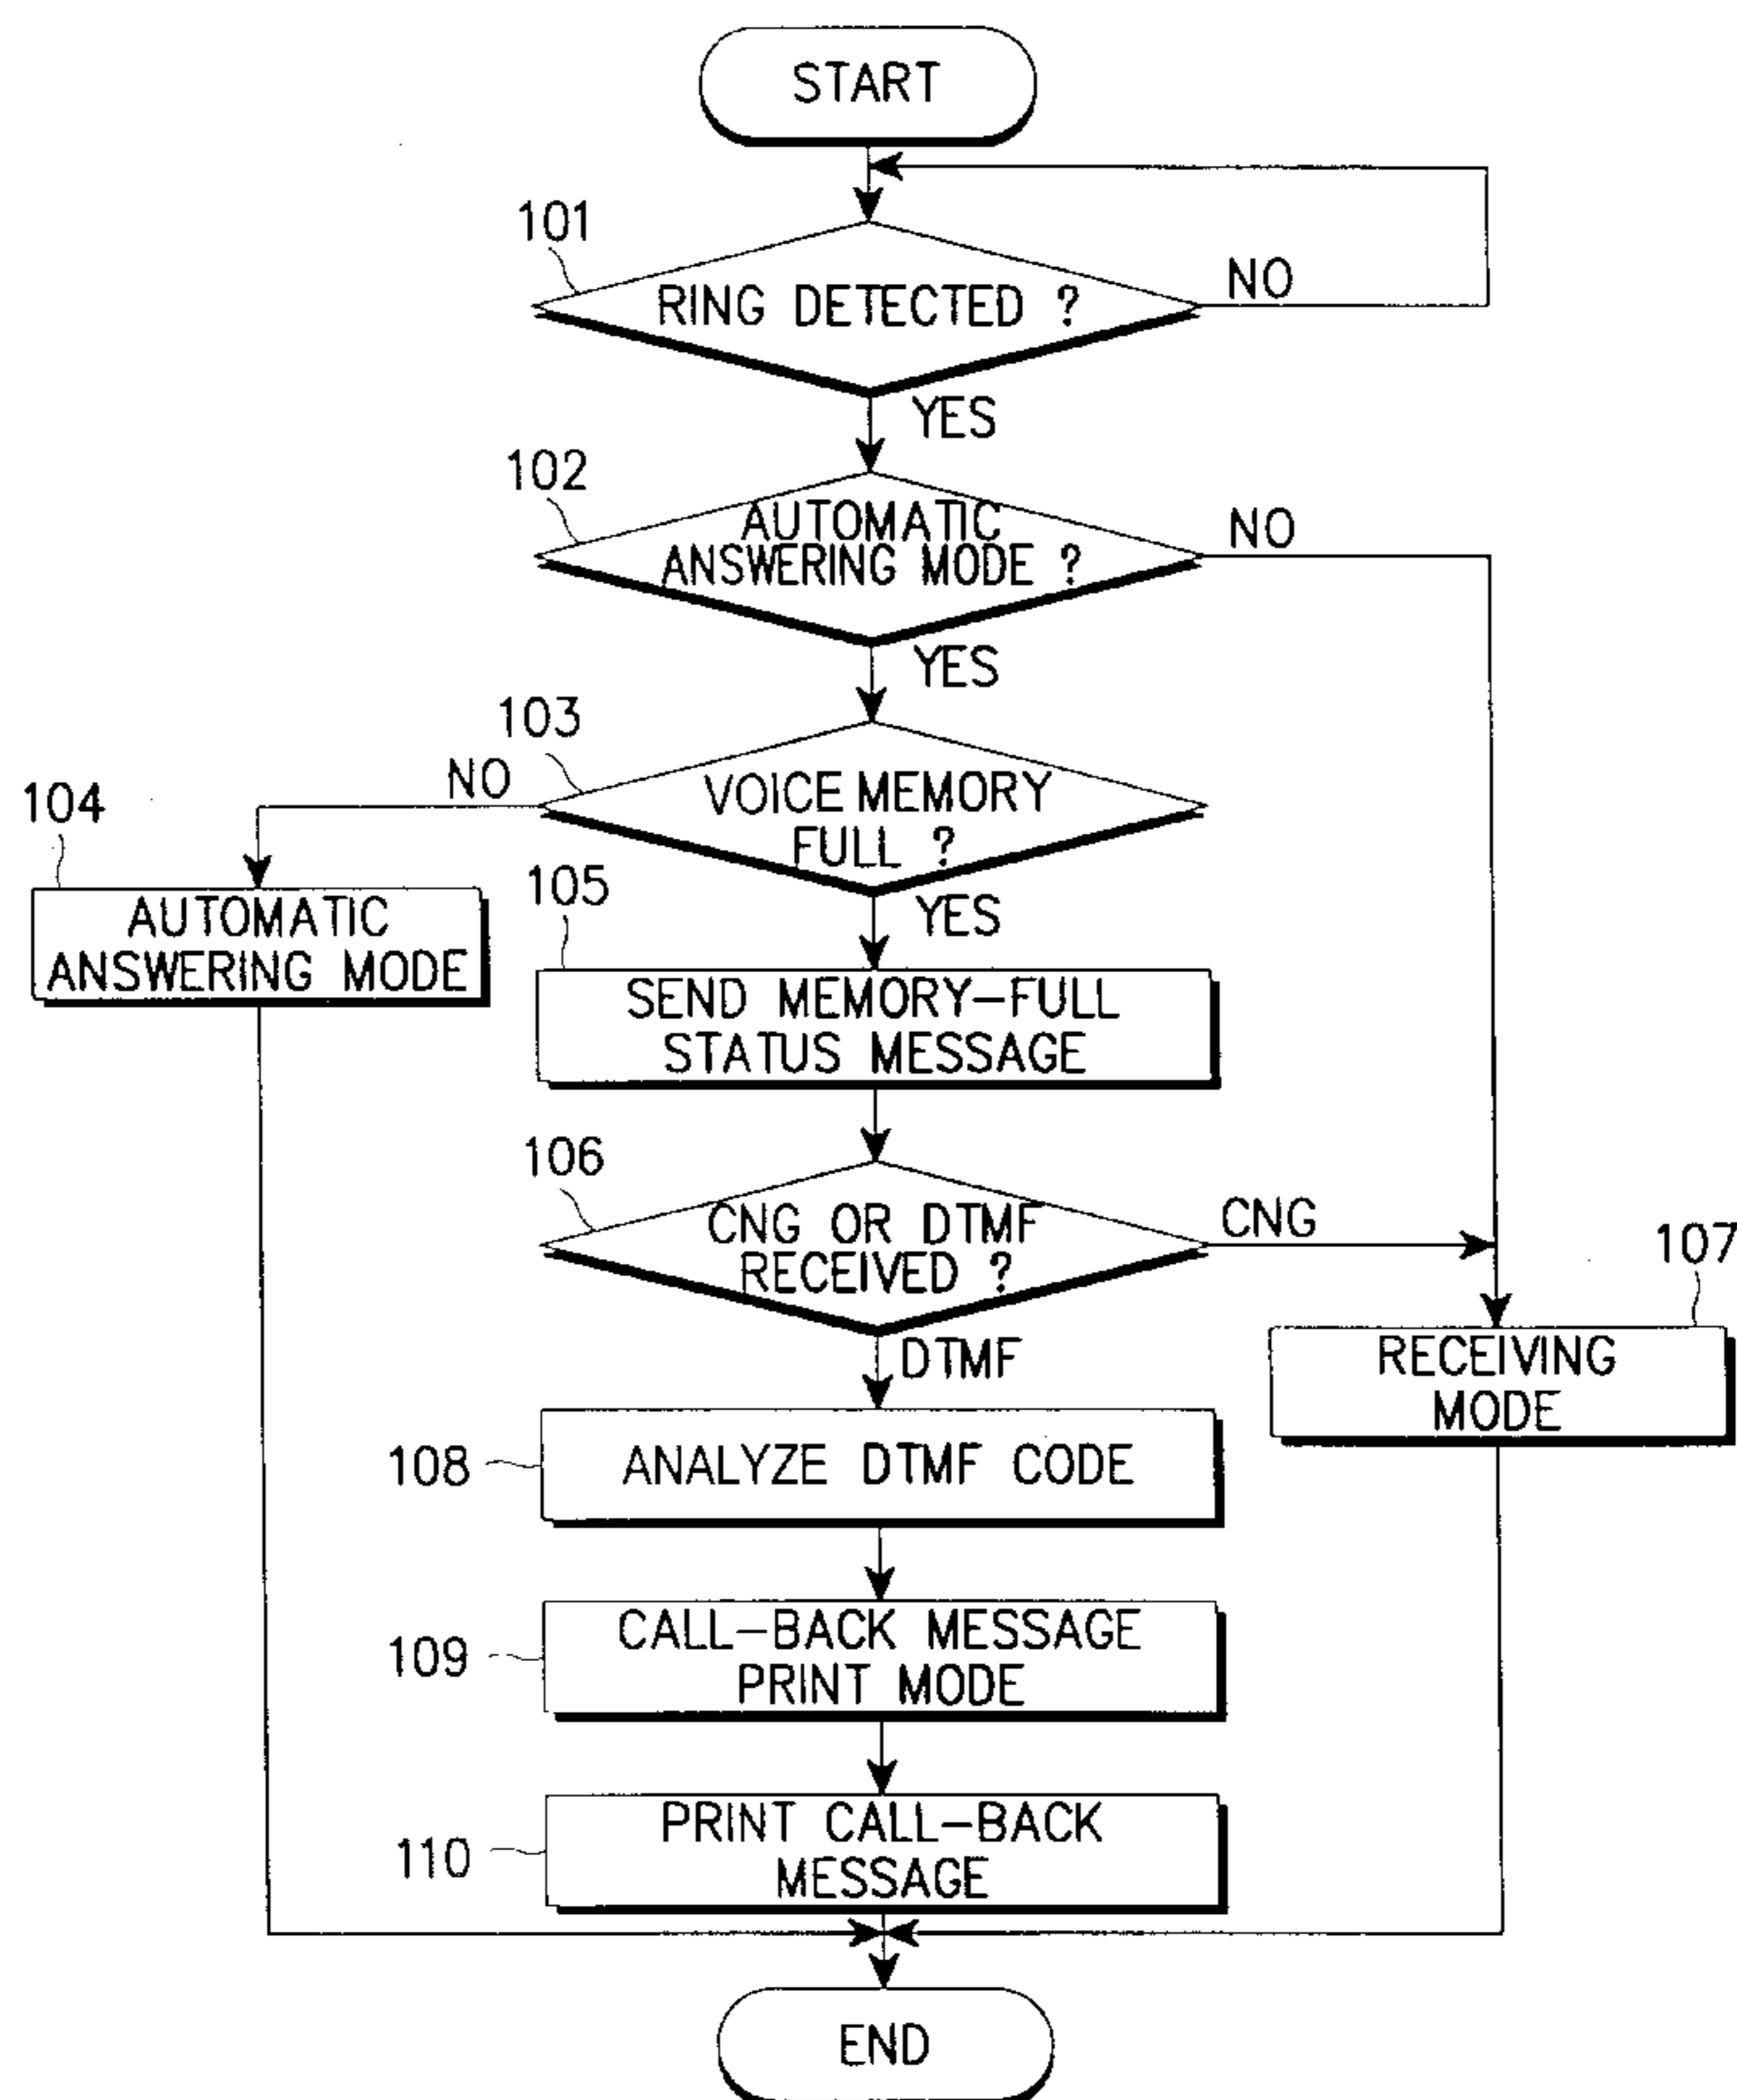 START
101
RING DETECTED ?
NO
YES
102
AUTOMATIC
ANSWERING MODE ?
NO
YES
103
NO
VOICE MEMORY
FULL ?
YES
104
AUTOMATIC
ANSWERING MODE
105
SEND MEMORY-FULL
STATUS MESSAGE
106
CNG OR DTMF
RECEIVED ?
CNG
DTMF
107
RECEIVING
MODE
108
ANALYZE DTMF CODE
109
CALL-BACK MESSAGE
PRINT MODE
110
PRINT CALL-BACK
MESSAGE
END